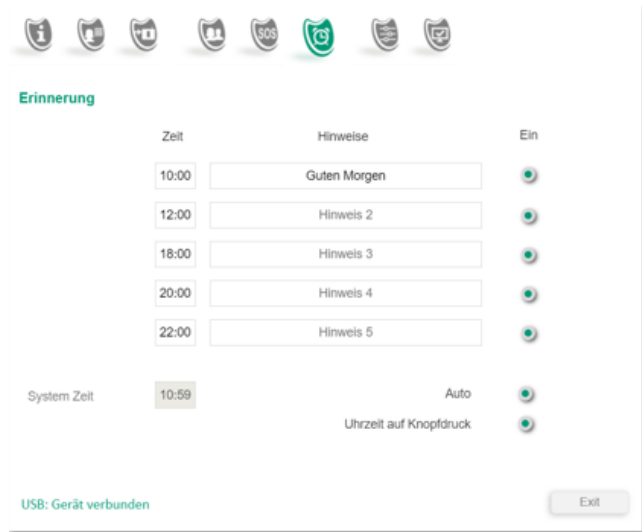 SOS
Erinnerung
Zeit Hinweise Ein
10:00 Guten Morgen
12:00 Hinweis 2
18:00 Hinweis 3
20:00 Hinweis 4
22:00 Hinweis 5
System Zeit 10:59 Auto
Uhrzeit auf Knopfdruck
USB: Gerät verbunden Exit